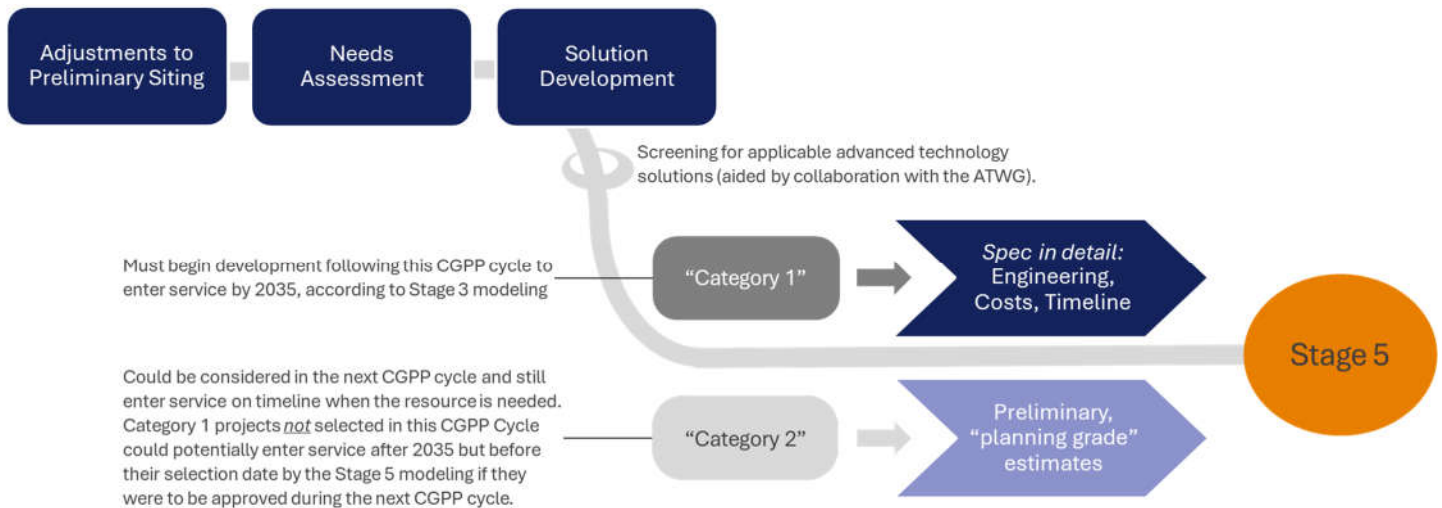 Adjustments to
Preliminary Siting
Needs
Assessment
Solution
Development
Screening for applicable advanced technology
solutions (aided by collaboration with the ATWG).
Must begin development following this CGPP cycle to
enter service by 2035, according to Stage 3 modeling
“Category 1”
Spec in detail:
Engineering,
Costs, Timeline
Stage 5
Could be considered in the next CGPP cycle and still
enter service on timeline when the resource is needed.
Category 1 projects not selected in this CGPP Cycle
could potentially enter service after 2035 but before
their selection date by the Stage 5 modeling if they
were to be approved during the next CGPP cycle.
“Category 2”
Preliminary,
“planning grade”
estimates